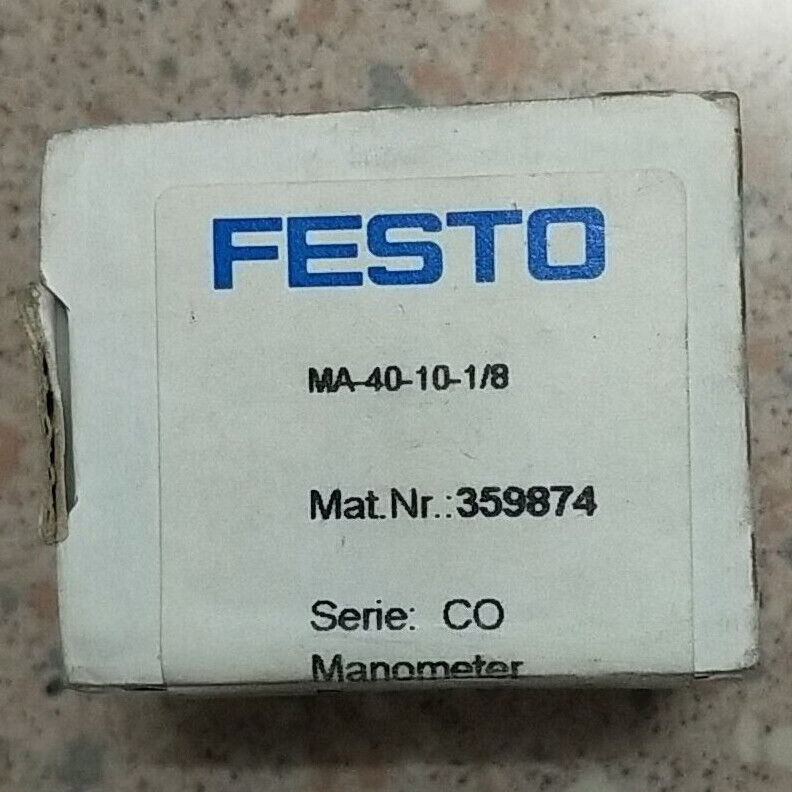 FESTO
MA-40-10-1/8
Mat.Nr.:359874
Serie: CO
Manometer